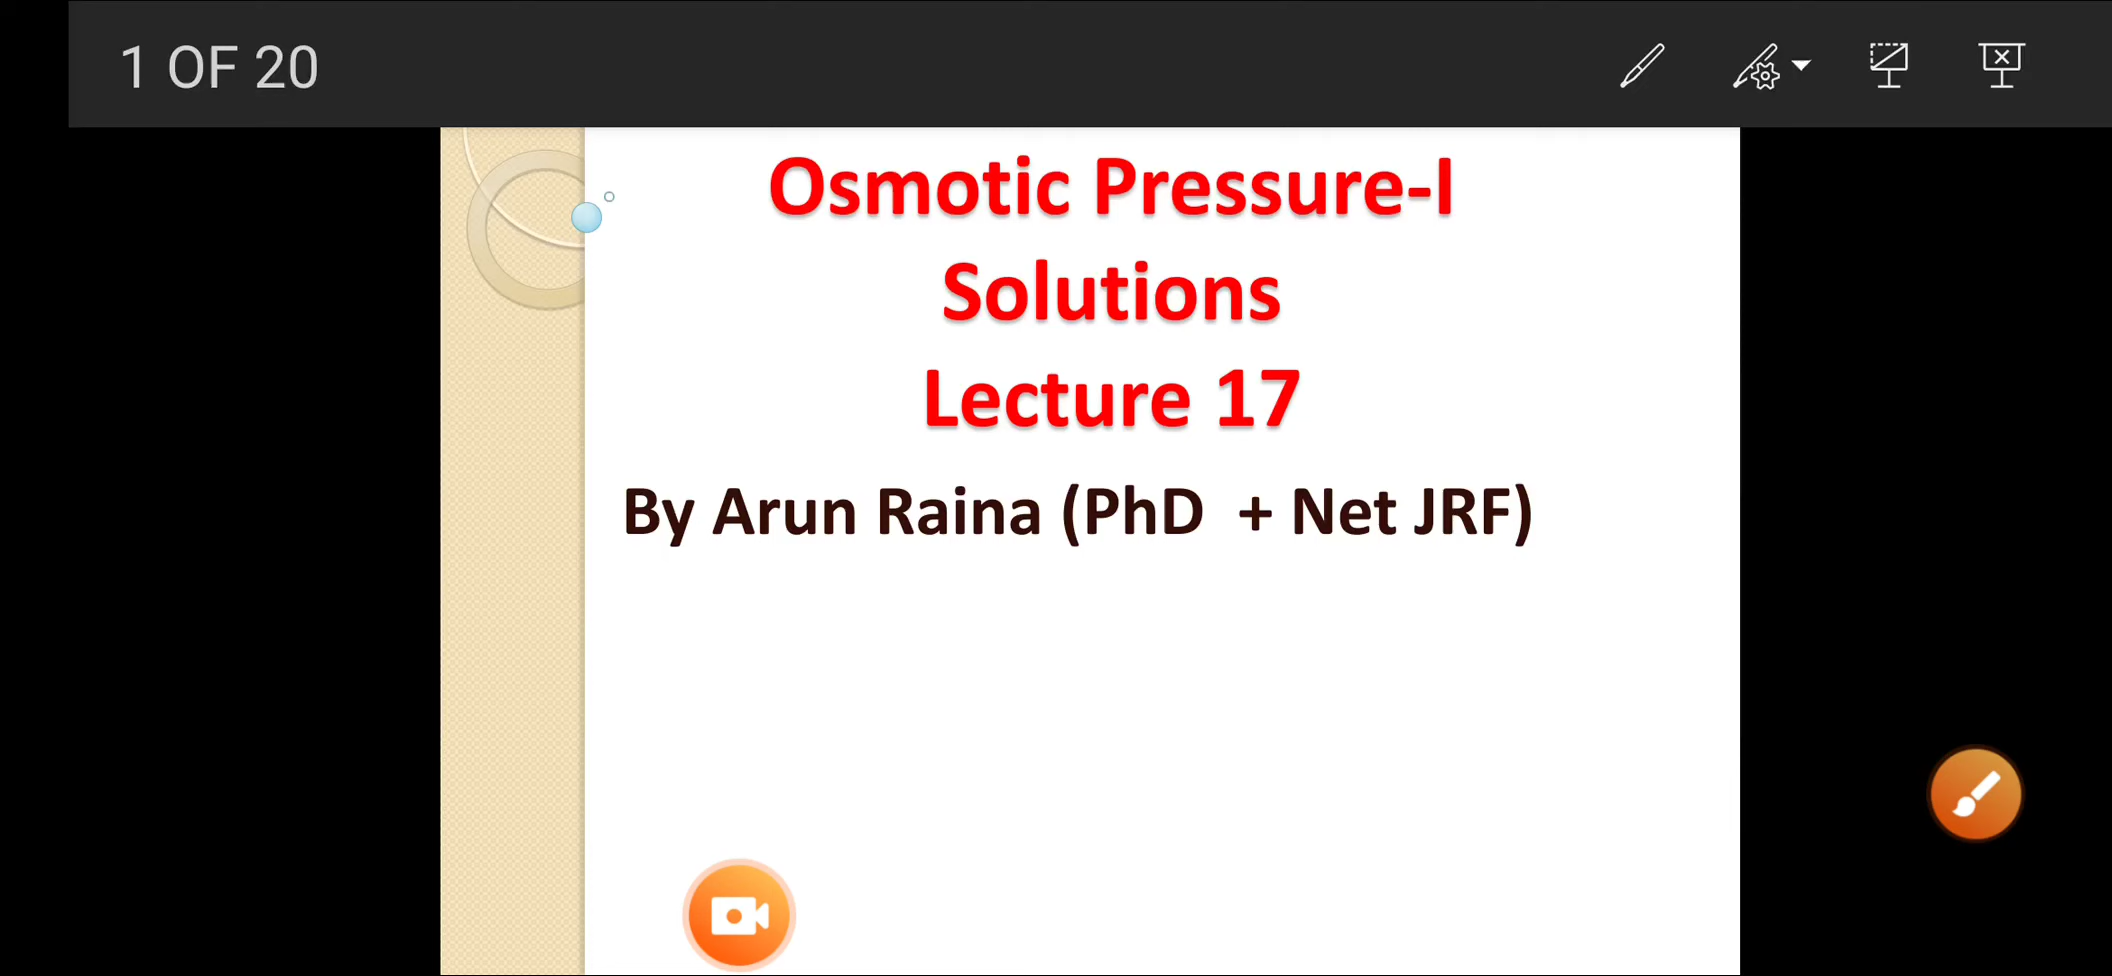 1 OF 20
Osmotic Pressure-I
Solutions
Lecture 17
By Arun Raina (PhD  + Net JRF)